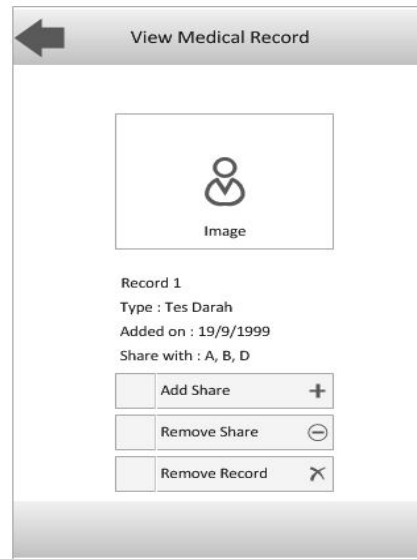 View Medical Record
Image
Record 1
Type : Tes Darah
Added on : 19/9/1999
Share with : A, B, D
Add Share
Remove Share
Remove Record